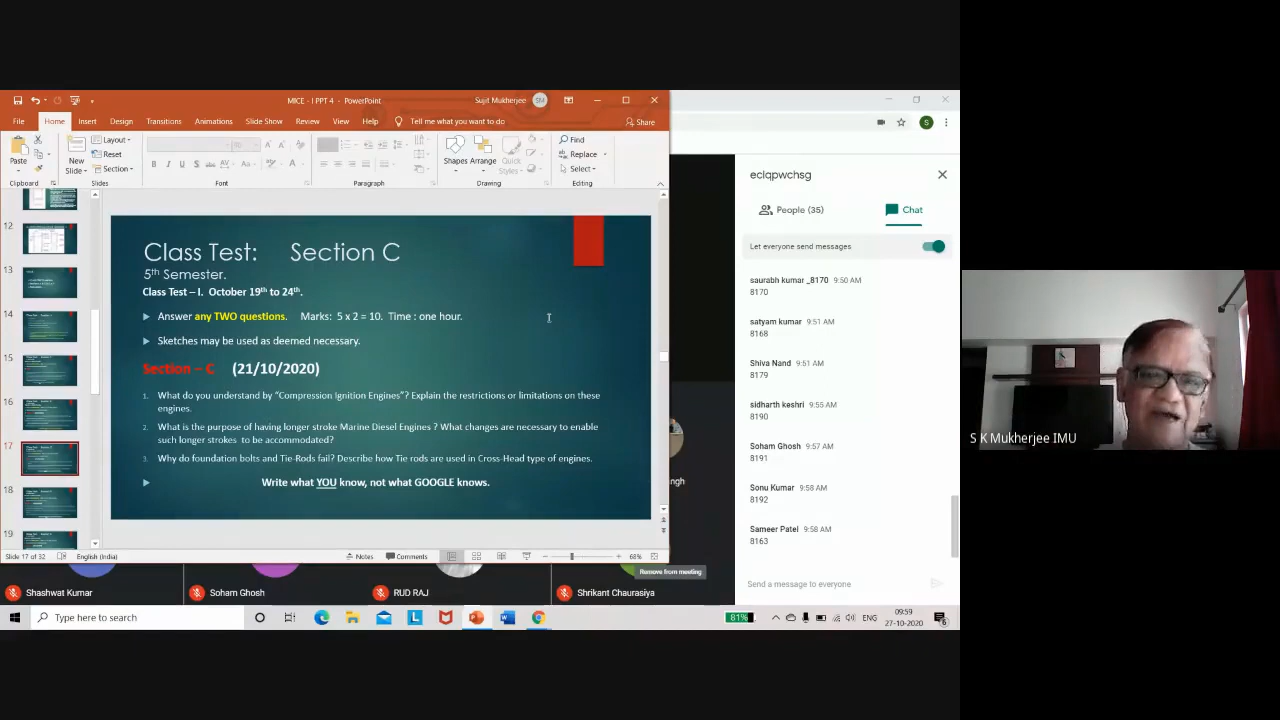 MICE - I PPT 4 - PowerPoint
Sujit Mukherjee
SM
File Home Insert Design Transitions Animations Slide Show Review View Help Tell me what you want to do
Share
Paste
Clipboard
New
Slide
Layout
Reset
Section
Slides
Font
Paragraph
Shapes Arrange Quick
Styles
Drawing
Find
Replace
Select
Editing
12
13
14
15
16
17
18
19
Class Test: Section C
5th Semester.
Class Test – I. October 19th to 24th.
Answer any TWO questions. Marks: 5 x 2 = 10. Time : one hour.
Sketches may be used as deemed necessary.
Section – C (21/10/2020)
1. What do you understand by “Compression Ignition Engines”? Explain the restrictions or limitations on these
engines.
2. What is the purpose of having longer stroke Marine Diesel Engines ? What changes are necessary to enable
such longer strokes to be accommodated?
3. Why do foundation bolts and Tie-Rods fail? Describe how Tie rods are used in Cross-Head type of engines.
Write what YOU know, not what GOOGLE knows.
Slide 17 of 32 English (India)
Notes Comments
68%
Remove from meeting
Shashwat Kumar
Soham Ghosh
RUD RAJ
Shrikant Chaurasiya
S
eclqpwchsg
People (35)
Chat
Let everyone send messages
saurabh kumar _8170 9:50 AM
8170
satyam kumar 9:51 AM
8168
Shiva Nand 9:51 AM
8179
sidharth keshri 9:55 AM
8190
Soham Ghosh 9:57 AM
8191
Sonu Kumar 9:58 AM
8192
Sameer Patel 9:58 AM
8163
Send a message to everyone
Type here to search
81%
ENG
09:59
27-10-2020
6
S K Mukherjee IMU